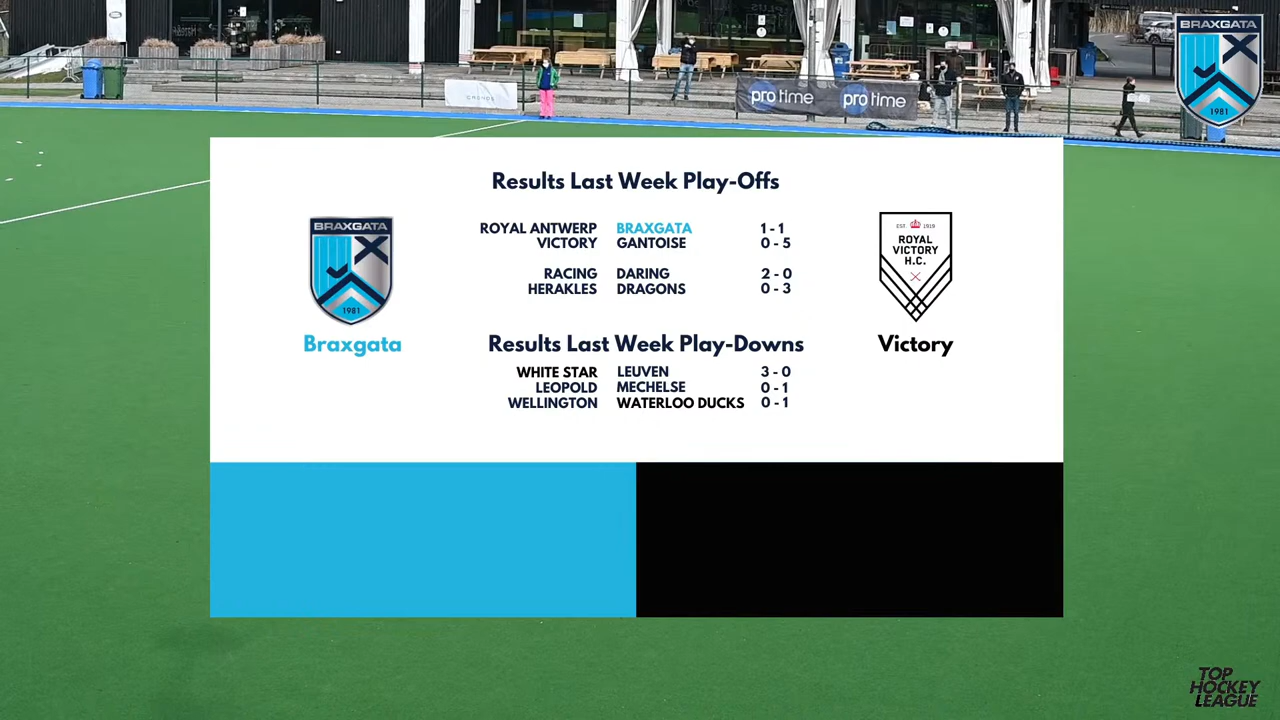 BRAXGATA
1981
CRENOS
pro time
pro time
Results Last Week Play-Offs
ROYAL ANTWERP BRAXGATA 1 - 1
VICTORY GANTOISE 0 - 5
RACING DARING 2 - 0
HERAKLES DRAGONS 0 - 3
BRAXGATA
1981
Braxgata
EST. 1919
ROYAL
VICTORY
H.C.
Victory
Results Last Week Play-Downs
WHITE STAR LEUVEN 3 - 0
LEOPOLD MECHELSE 0 - 1
WELLINGTON WATERLOO DUCKS 0 - 1
TOP
HOCKEY
LEAGUE